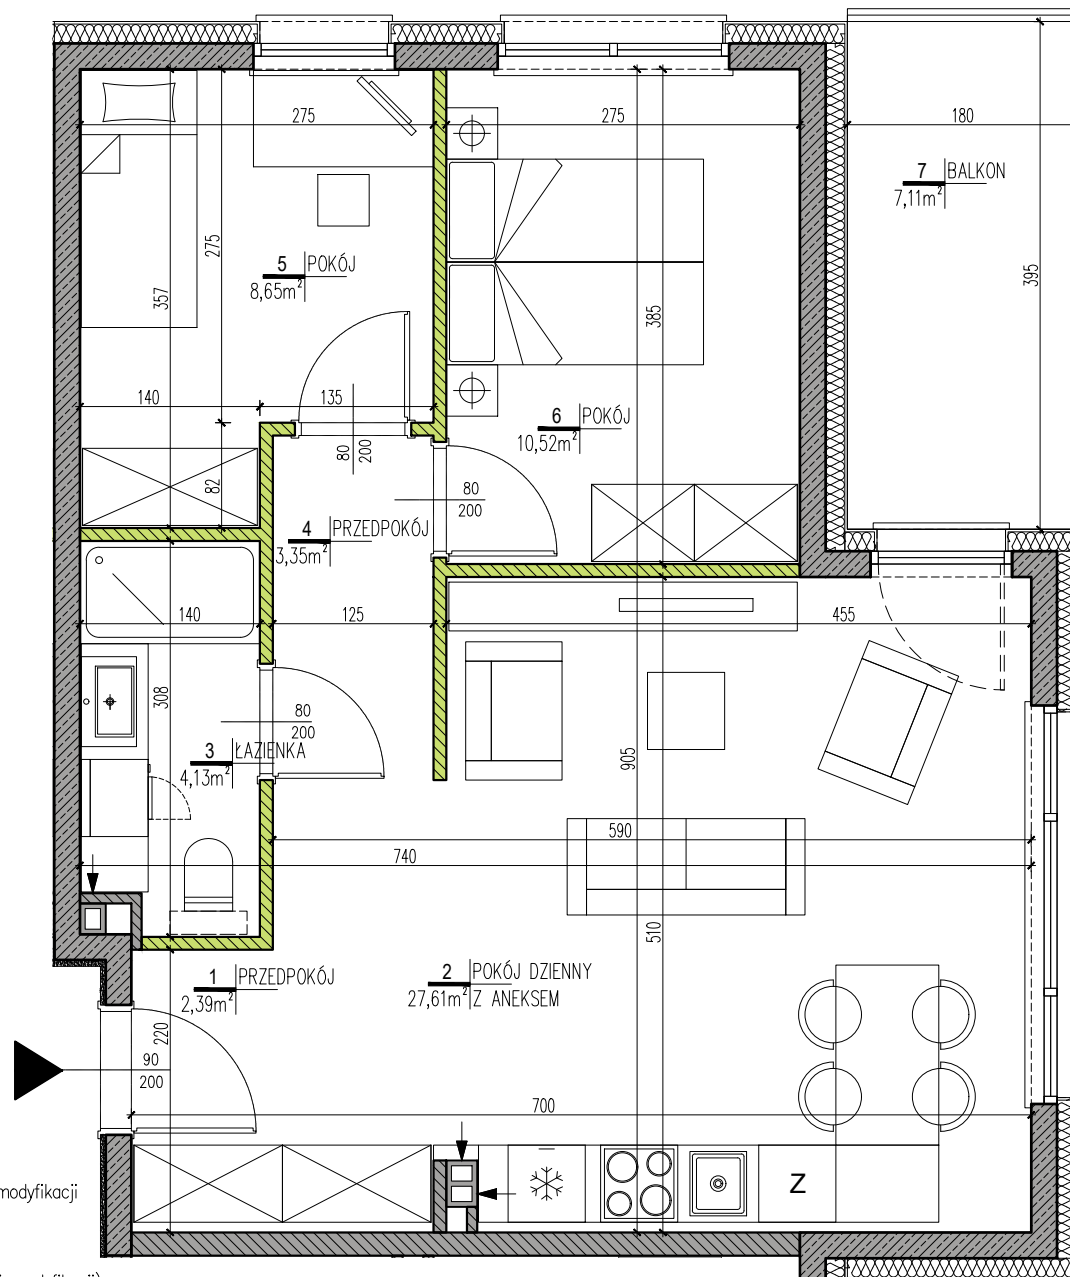 275
275
180
7 BALKON
7,11m²
275
357
5 POKÓJ
8,65m²
385
395
140
135
6 POKÓJ
10,52m²
80
200
82
80
200
4 PRZEDPOKÓJ
3,35m²
140
125
455
308
80
200
3 ŁAZIENKA
4,13m²
905
590
740
510
1 PRZEDPOKÓJ
2,39m²
2 POKÓJ DZIENNY
27,61m² Z ANEKSEM
220
90
200
700
modyfikacji
Z